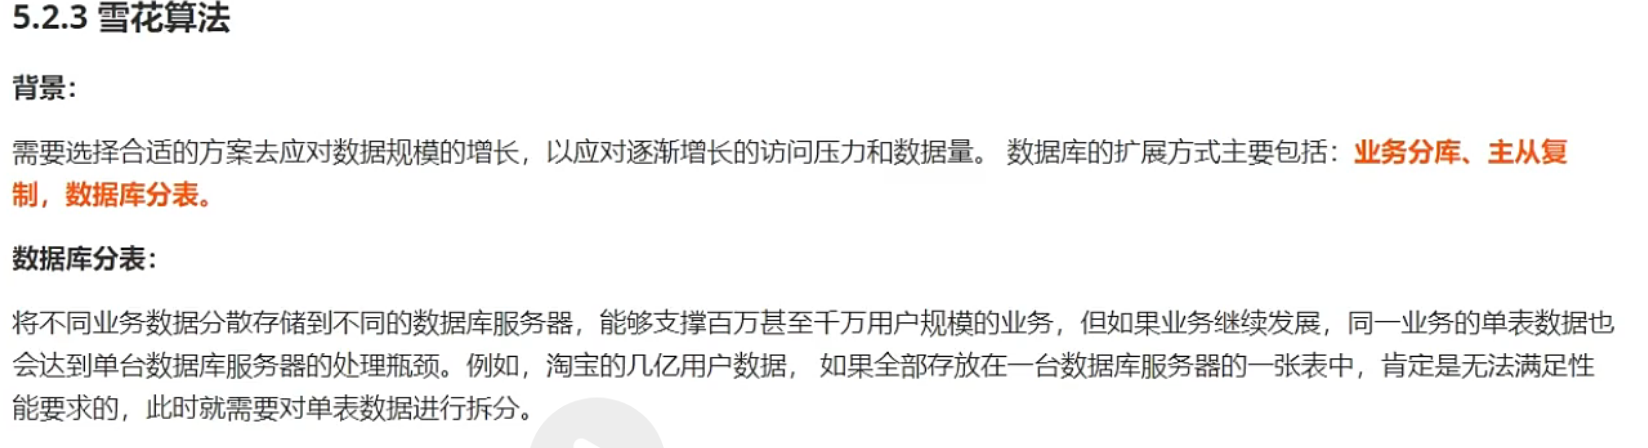 5.2.3 雪花算法
背景：
需要选择合适的方案去应对数据规模的增长，以应对逐渐增长的访问压力和数据量。 数据库的扩展方式主要包括：业务分库、主从复
制，数据库分表。
数据库分表：
将不同业务数据分散存储到不同的数据库服务器，能够支撑百万甚至千万用户规模的业务，但如果业务继续发展，同一业务的单表数据也
会达到单台数据库服务器的处理瓶颈。例如，淘宝的几亿用户数据， 如果全部存放在一台数据库服务器的一张表中，肯定是无法满足性
能要求的，此时就需要对单表数据进行拆分。